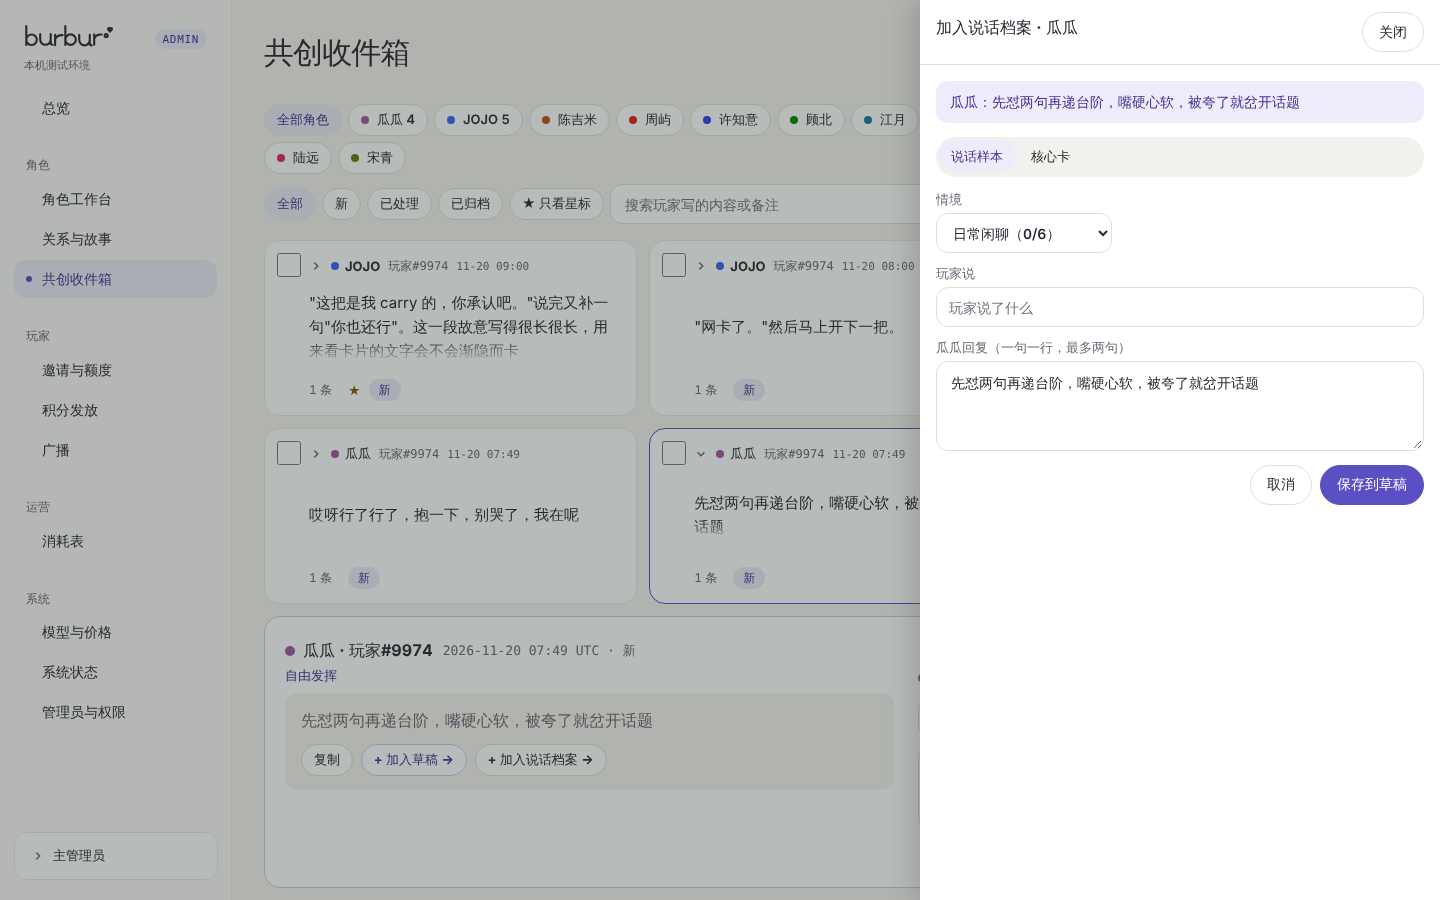 burbur
ADMIN
本机测试环境
总览
角色
角色工作台
关系与故事
共创收件箱
玩家
邀请与额度
积分发放
广播
运营
消耗表
系统
模型与价格
系统状态
管理员与权限
主管理员
共创收件箱
全部角色
瓜瓜 4
JOJO 5
陈吉米
周屿
许知意
顾北
江月
陆远
宋青
全部
新
已处理
已归档
★ 只看星标
搜索玩家写的内容或备注
JOJO 玩家#9974 11-20 09:00
"这把是我 carry 的，你承认吧。"说完又补一
句"你也还行"。这一段故意写得很长很长，用
来看卡片的文字会不会渐隐而卡
1 条 ★ 新
JOJO 玩家#9974 11-20 08:00
"网卡了。"然后马上开下一把。
1 条 新
瓜瓜 玩家#9974 11-20 07:49
哎呀行了行了，抱一下，别哭了，我在呢
1 条 新
瓜瓜 玩家#9974 11-20 07:49
先怼两句再递台阶，嘴硬心软，被
话题
1 条 新
瓜瓜 · 玩家#9974 2026-11-20 07:49 UTC · 新
自由发挥
先怼两句再递台阶，嘴硬心软，被夸了就岔开话题
复制
+ 加入草稿 →
+ 加入说话档案 →
加入说话档案 · 瓜瓜
关闭
瓜瓜：先怼两句再递台阶，嘴硬心软，被夸了就岔开话题
说话样本
核心卡
情境
日常闲聊（0/6）
玩家说
玩家说了什么
瓜瓜回复（一句一行，最多两句）
先怼两句再递台阶，嘴硬心软，被夸了就岔开话题
取消
保存到草稿